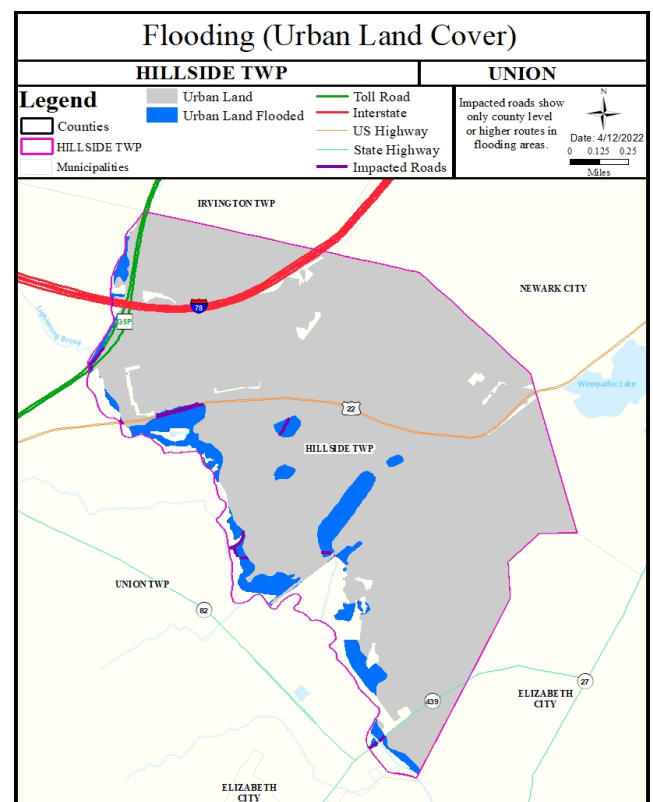 Flooding (Urban Land Cover)
HILLSIDE TWP
UNION
Legend
Counties
HILLSIDE TWP
Municipalities
Urban Land
Urban Land Flooded
Toll Road
Interstate
US Highway
State Highway
Impacted Roads
Impacted roads show
only county level
or higher routes in
flooding areas.
N
Date: 4/12/2022
0 0.125 0.25
Miles
IRVINGTON TWP
NEWARK CITY
78
GSP
Lightening Brook
Weequahic Lake
22
HILLSIDE TWP
UNION TWP
82
27
439
ELIZABETH
CITY
ELIZABETH
CITY